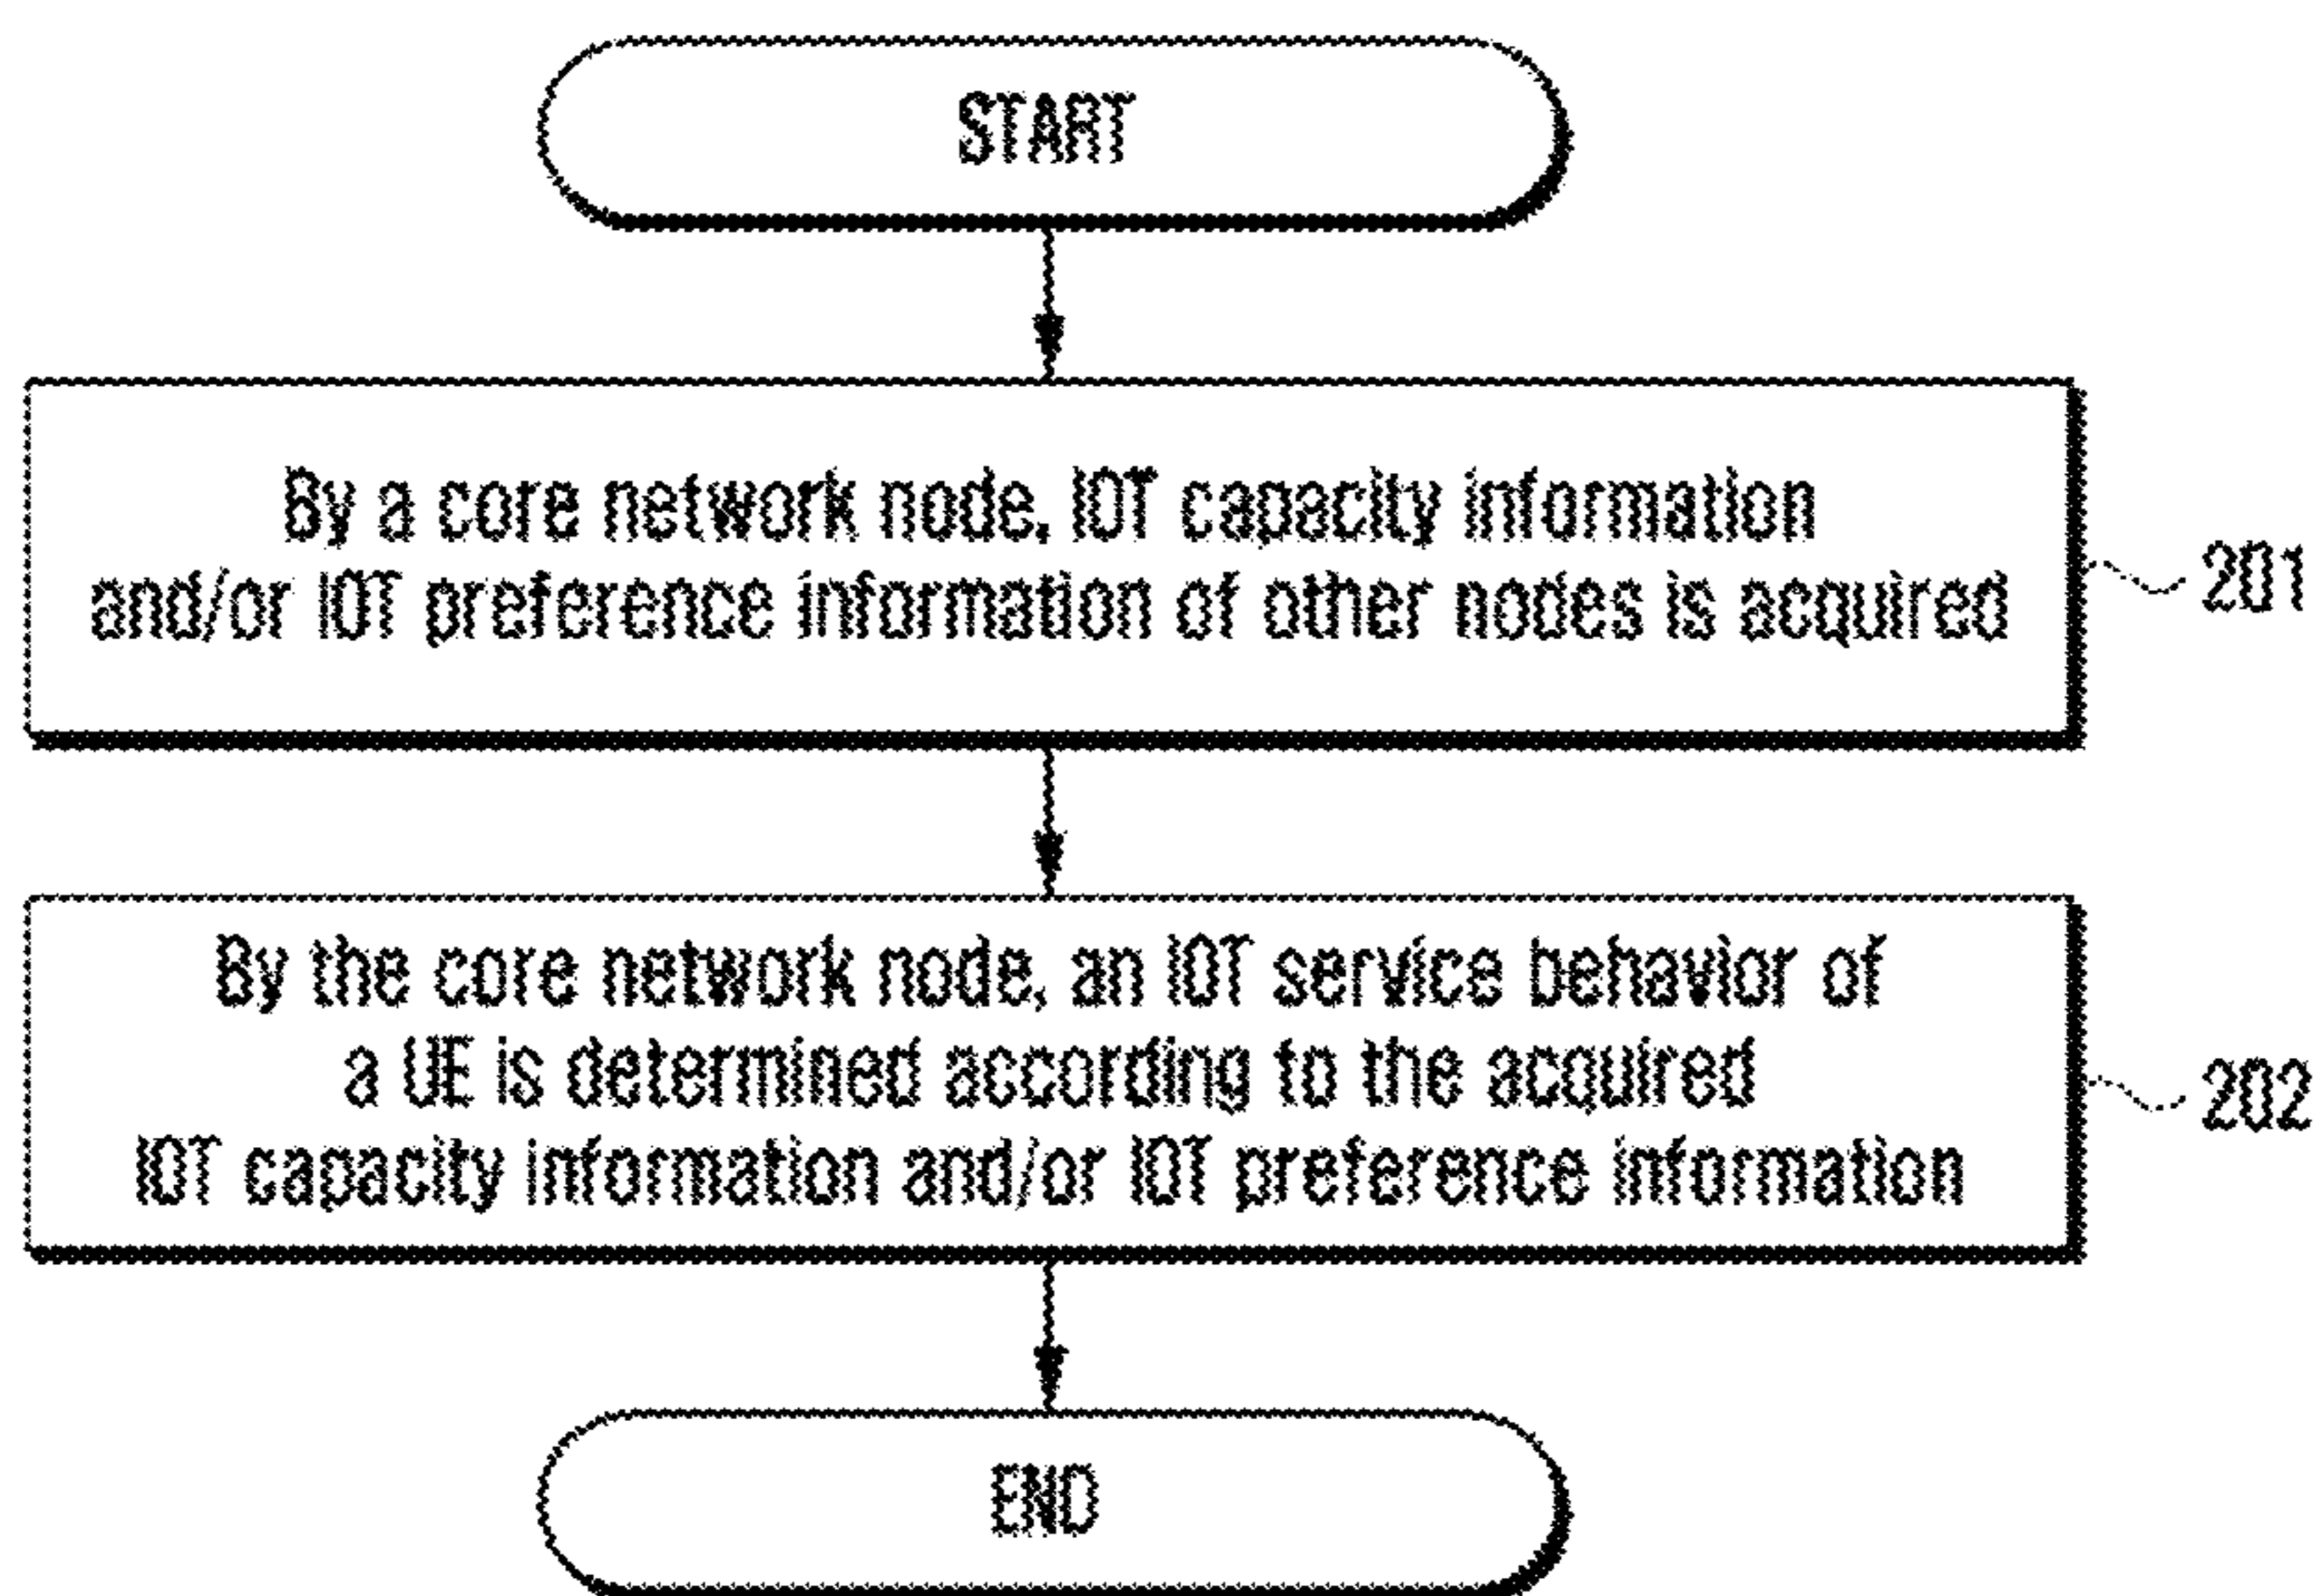 START
By a core network node, IOT capacity information
and/or IOT preference information of other nodes is acquired
201
By the core network node, an IOT service behavior of
a UE is determined according to the acquired
IOT capacity information and/or IOT preference information
202
END